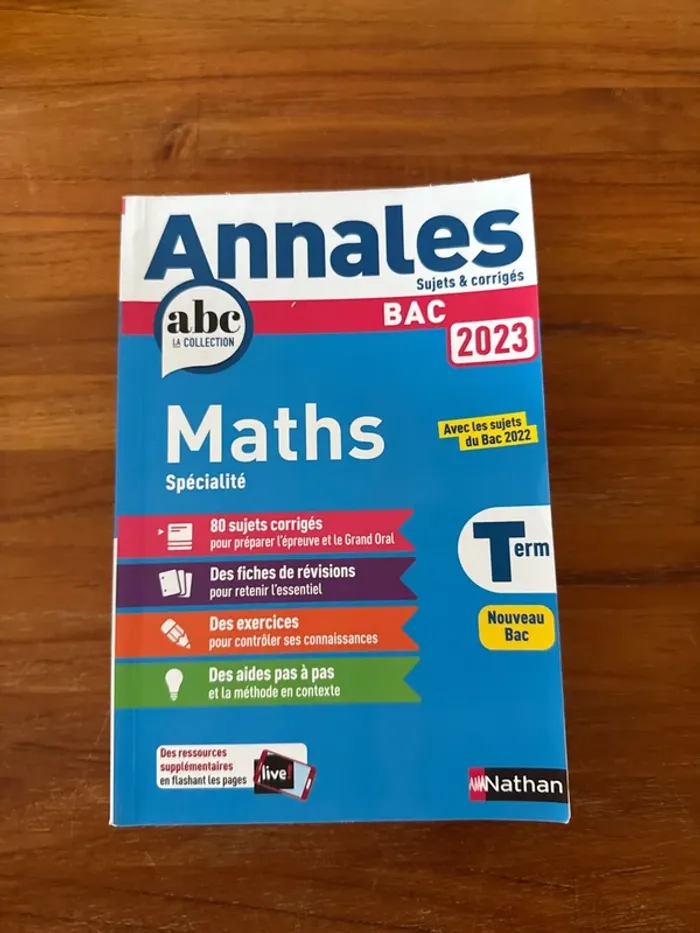 Annales
Sujets & corrigés
BAC
2023
abc
LA COLLECTION
Maths
Spécialité
Avec les sujets
du Bac 2022
80 sujets corrigés
pour préparer l'épreuve et le Grand Oral
Des fiches de révisions
pour retenir l'essentiel
Term
Des exercices
pour contrôler ses connaissances
Nouveau
Bac
Des aides pas à pas
et la méthode en contexte
Des ressources
supplémentaires
en flashant les pages
live!
Nathan